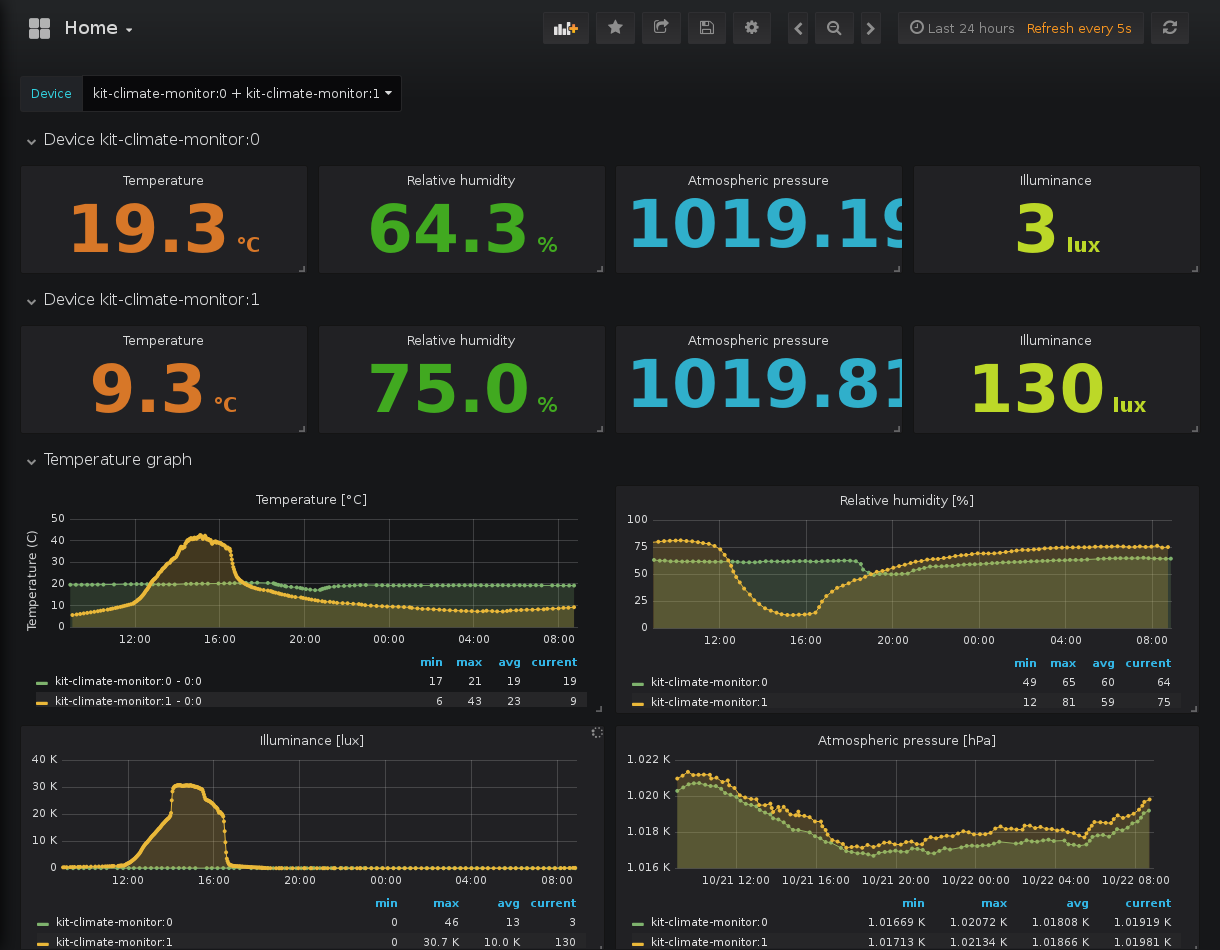 Home
Last 24 hours Refresh every 5s
Device kit-climate-monitor:0 + kit-climate-monitor:1
Device kit-climate-monitor:0
Temperature Relative humidity Atmospheric pressure Illuminance
19.3 °C 64.3 % 1019.19 3 lux
Device kit-climate-monitor:1
Temperature Relative humidity Atmospheric pressure Illuminance
9.3 °C 75.0 % 1019.81 130 lux
Temperature graph
Temperature [°C]
Temperature (C)
50
40
30
20
10
0
12:00 16:00 20:00 00:00 04:00 08:00
min max avg current
kit-climate-monitor:0 - 0:0 17 21 19 19
kit-climate-monitor:1 - 0:0 6 43 23 9
Relative humidity [%]
100
75
50
25
0
12:00 16:00 20:00 00:00 04:00 08:00
min max avg current
kit-climate-monitor:0 49 65 60 64
kit-climate-monitor:1 12 81 59 75
Illuminance [lux]
40 K
30 K
20 K
10 K
0
12:00 16:00 20:00 00:00 04:00 08:00
min max avg current
kit-climate-monitor:0 0 46 13 3
kit-climate-monitor:1 0 30.7 K 10.0 K 130
Atmospheric pressure [hPa]
1.022 K
1.020 K
1.018 K
1.016 K
10/21 12:00 10/21 16:00 10/21 20:00 10/22 00:00 10/22 04:00 10/22 08:00
min max avg current
kit-climate-monitor:0 1.01669 K 1.02072 K 1.01808 K 1.01919 K
kit-climate-monitor:1 1.01713 K 1.02134 K 1.01866 K 1.01981 K